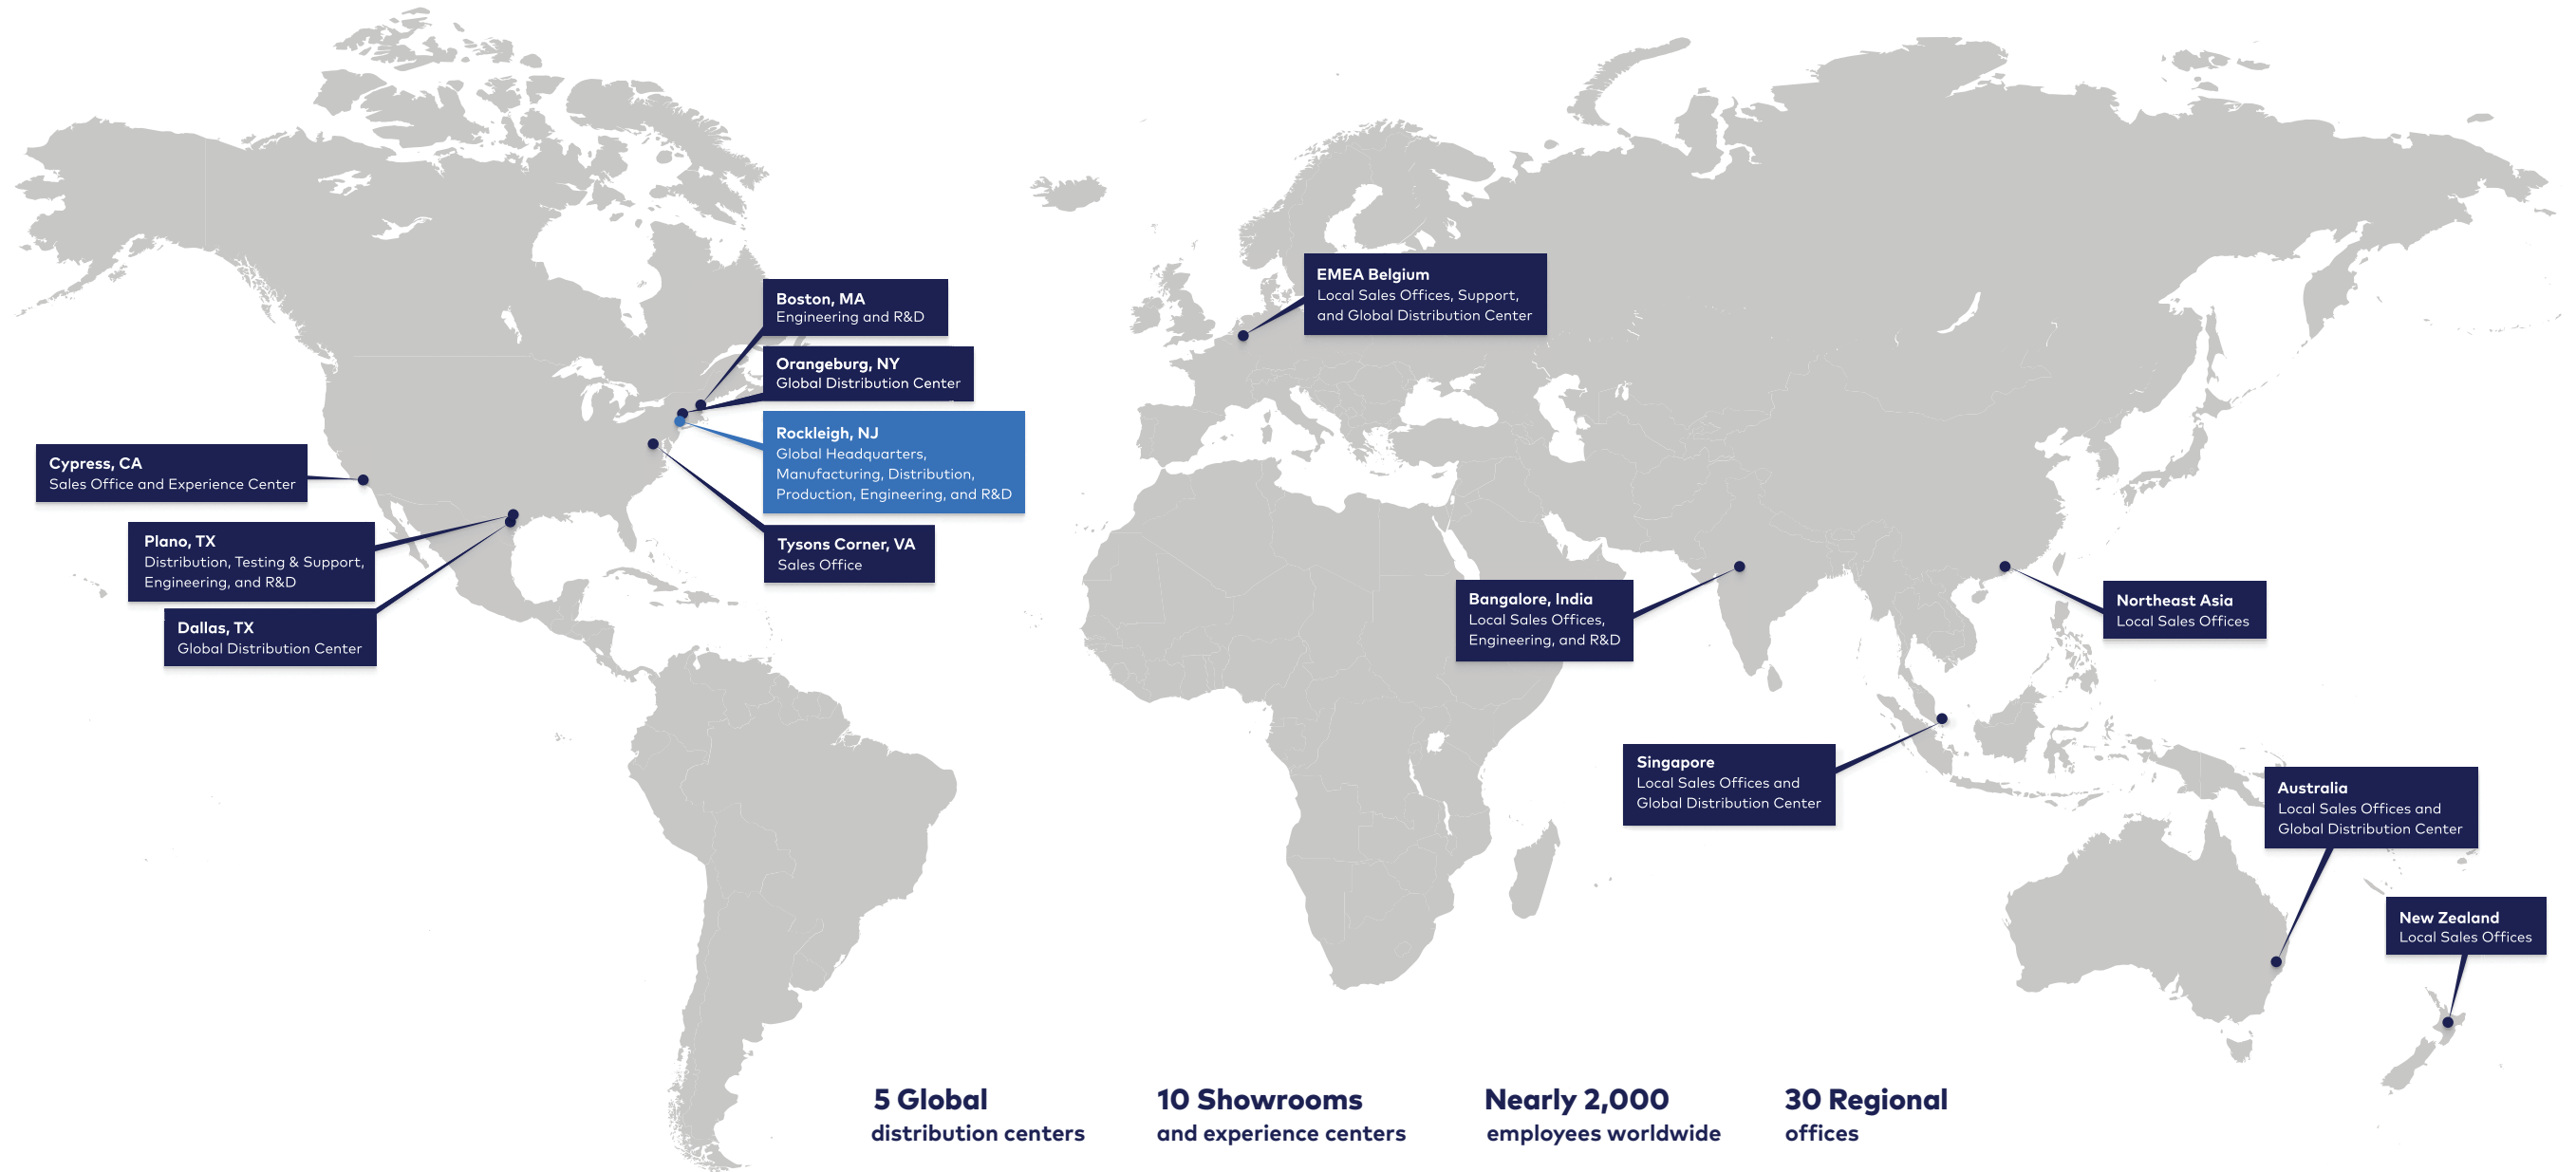 Boston, MA
Engineering and R&D
Orangeburg, NY
Global Distribution Center
Rockleigh, NJ
Global Headquarters,
Manufacturing, Distribution,
Production, Engineering, and R&D
Tysons Corner, VA
Sales Office
Cypress, CA
Sales Office and Experience Center
Plano, TX
Distribution, Testing & Support,
Engineering, and R&D
Dallas, TX
Global Distribution Center
EMEA Belgium
Local Sales Offices, Support,
and Global Distribution Center
Bangalore, India
Local Sales Offices,
Engineering, and R&D
Northeast Asia
Local Sales Offices
Singapore
Local Sales Offices and
Global Distribution Center
Australia
Local Sales Offices and
Global Distribution Center
New Zealand
Local Sales Offices
5 Global
distribution centers
10 Showrooms
and experience centers
Nearly 2,000
employees worldwide
30 Regional
offices